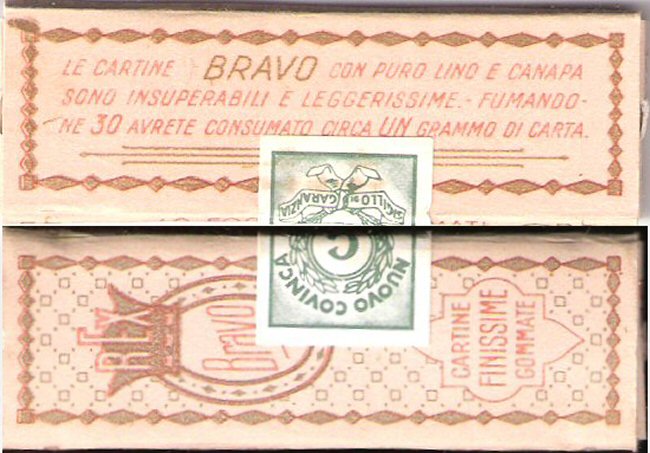 LE CARTINE BRAVO CON PURO LINO E CANAPA
SONO INSUPERABILI E LEGGERISSIME.- FUMANDO-
NE 30 AVRETE CONSUMATO CIRCA UN GRAMMO DI CARTA.
SIGILLO DI GARANZIA
C
NUOVO COVINCA
REX
Bravo
CARTINE
FINISSIME
GOMMATE